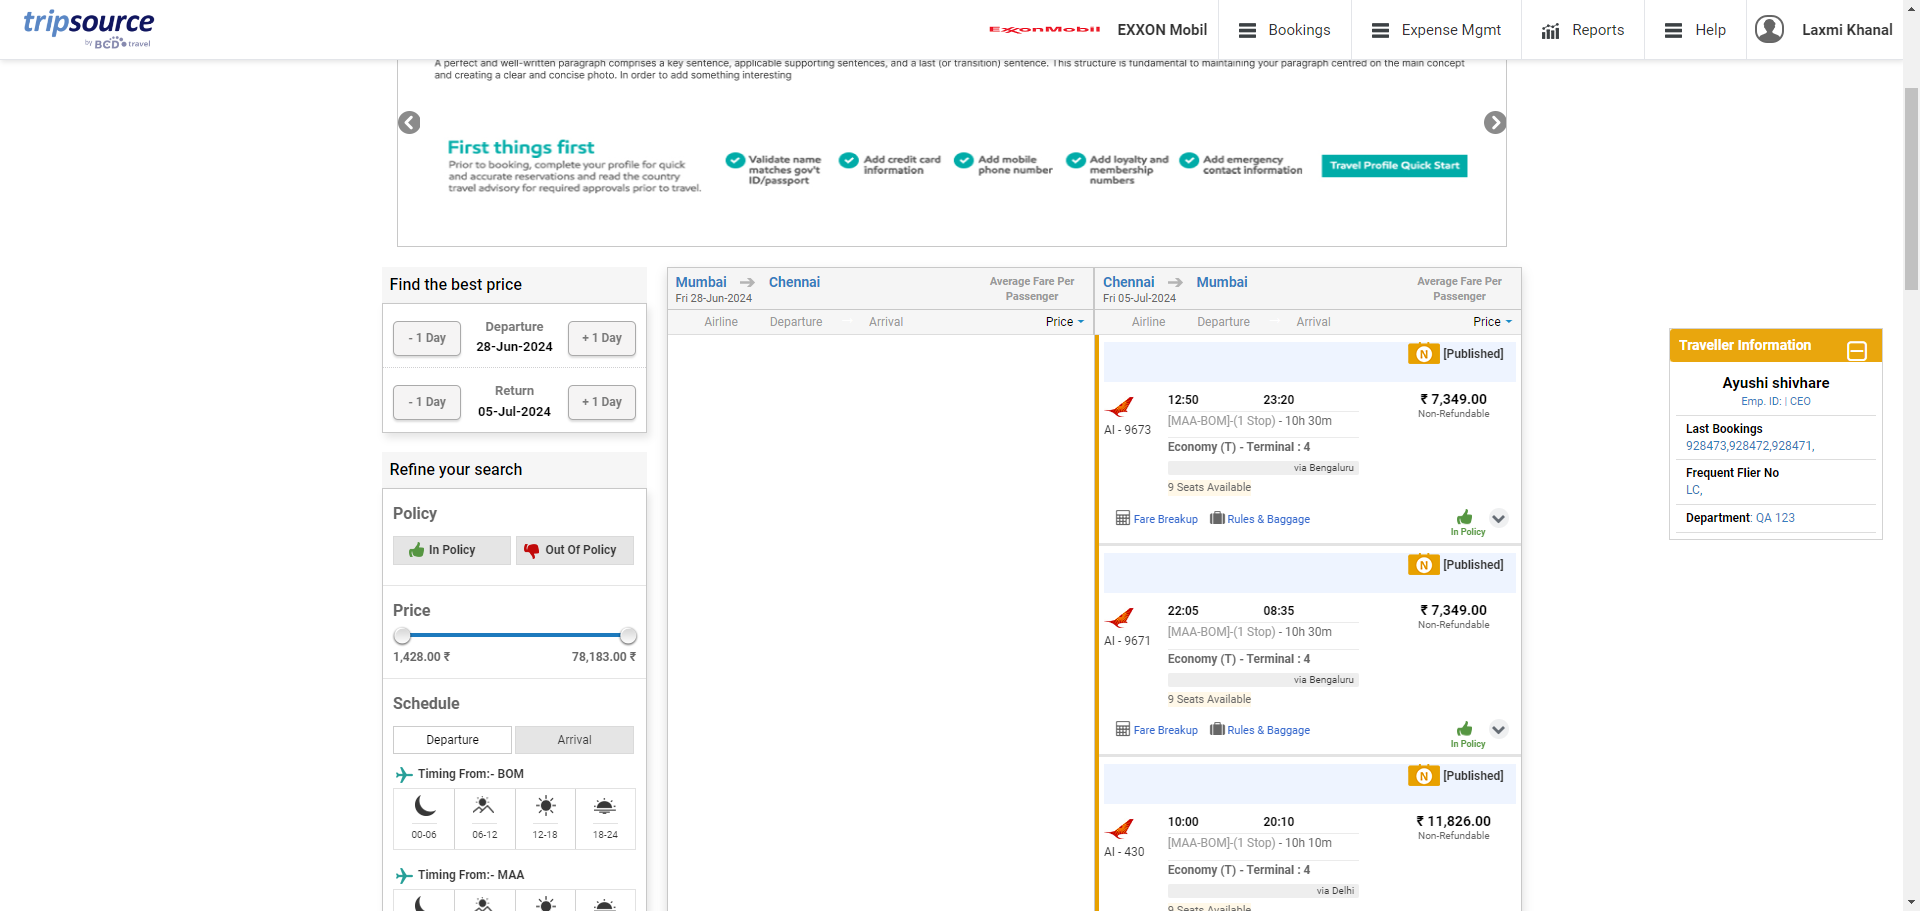 tripsource
by BCD travel
ExxonMobil
EXXON Mobil
Bookings
Expense Mgmt
Reports
Help
Laxmi Khanal
A perfect and well-written paragraph comprises a key sentence, applicable supporting sentences, and a last (or transition) sentence. This structure is fundamental to maintaining your paragraph centred on the main concept
and creating a clear and concise photo. In order to add something interesting
First things first
Prior to booking, complete your profile for quick
and accurate reservations and read the country
travel advisory for required approvals prior to travel.
Validate name
matches gov't
ID/passport
Add credit card
information
Add mobile
phone number
Add loyalty and
membership
numbers
Add emergency
contact information
Travel Profile Quick Start
Find the best price
- 1 Day
Departure
28-Jun-2024
+ 1 Day
- 1 Day
Return
05-Jul-2024
+ 1 Day
Refine your search
Policy
In Policy
Out Of Policy
Price
1,428.00 ₹
78,183.00 ₹
Schedule
Departure
Arrival
Timing From:- BOM
00-06
06-12
12-18
18-24
Timing From:- MAA
Mumbai
Chennai
Fri 28-Jun-2024
Average Fare Per
Passenger
Airline
Departure
Arrival
Price
Chennai
Mumbai
Fri 05-Jul-2024
Average Fare Per
Passenger
Airline
Departure
Arrival
Price
N [Published]
12:50
23:20
₹ 7,349.00
Non-Refundable
AI - 9673
[MAA-BOM]-(1 Stop) - 10h 30m
Economy (T) - Terminal : 4
via Bengaluru
9 Seats Available
Fare Breakup
Rules & Baggage
In Policy
N [Published]
22:05
08:35
₹ 7,349.00
Non-Refundable
AI - 9671
[MAA-BOM]-(1 Stop) - 10h 30m
Economy (T) - Terminal : 4
via Bengaluru
9 Seats Available
Fare Breakup
Rules & Baggage
In Policy
N [Published]
10:00
20:10
₹ 11,826.00
Non-Refundable
AI - 430
[MAA-BOM]-(1 Stop) - 10h 10m
Economy (T) - Terminal : 4
via Delhi
9 Seats Available
Traveller Information
Ayushi shivhare
Emp. ID: | CEO
Last Bookings
928473,928472,928471,
Frequent Flier No
LC,
Department: QA 123